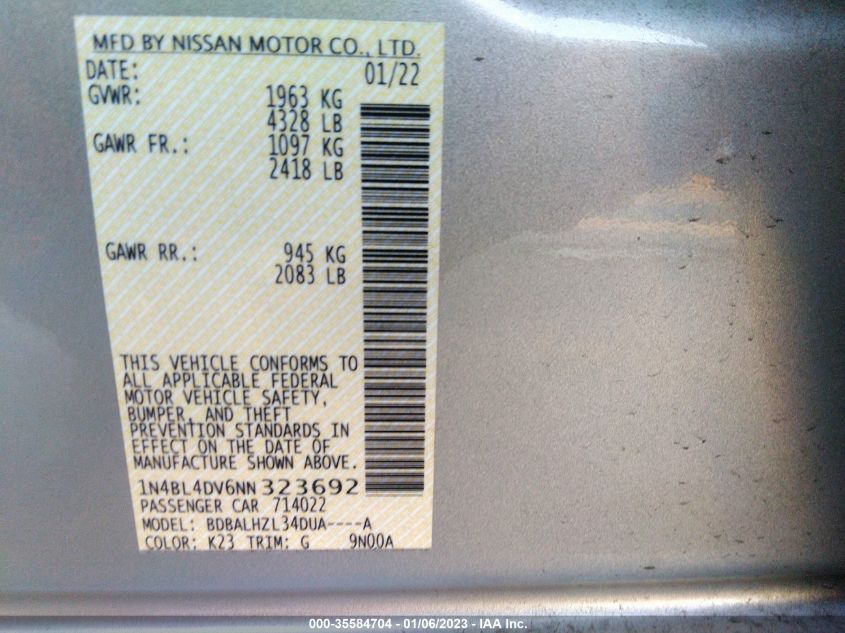 MFD BY NISSAN MOTOR CO., LTD.
DATE: 01/22
GVWR: 1963 KG
4328 LB
GAWR FR.: 1097 KG
2418 LB
GAWR RR.: 945 KG
2083 LB
THIS VEHICLE CONFORMS TO
ALL APPLICABLE FEDERAL
MOTOR VEHICLE SAFETY,
BUMPER, AND THEFT
PREVENTION STANDARDS IN
EFFECT ON THE DATE OF
MANUFACTURE SHOWN ABOVE.
1N4BL4DV6NN323692
PASSENGER CAR 714022
MODEL: BDBALHZL34DUA----A
COLOR: K23 TRIM: G 9N00A
000-35584704 - 01/06/2023 - IAA Inc.